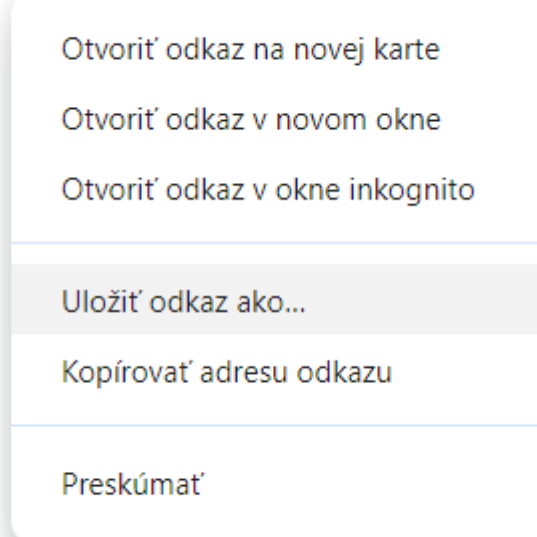 Otvoriť odkaz na novej karte
Otvoriť odkaz v novom okne
Otvoriť odkaz v okne inkognito
Uložiť odkaz ako...
Kopírovať adresu odkazu
Preskúmať